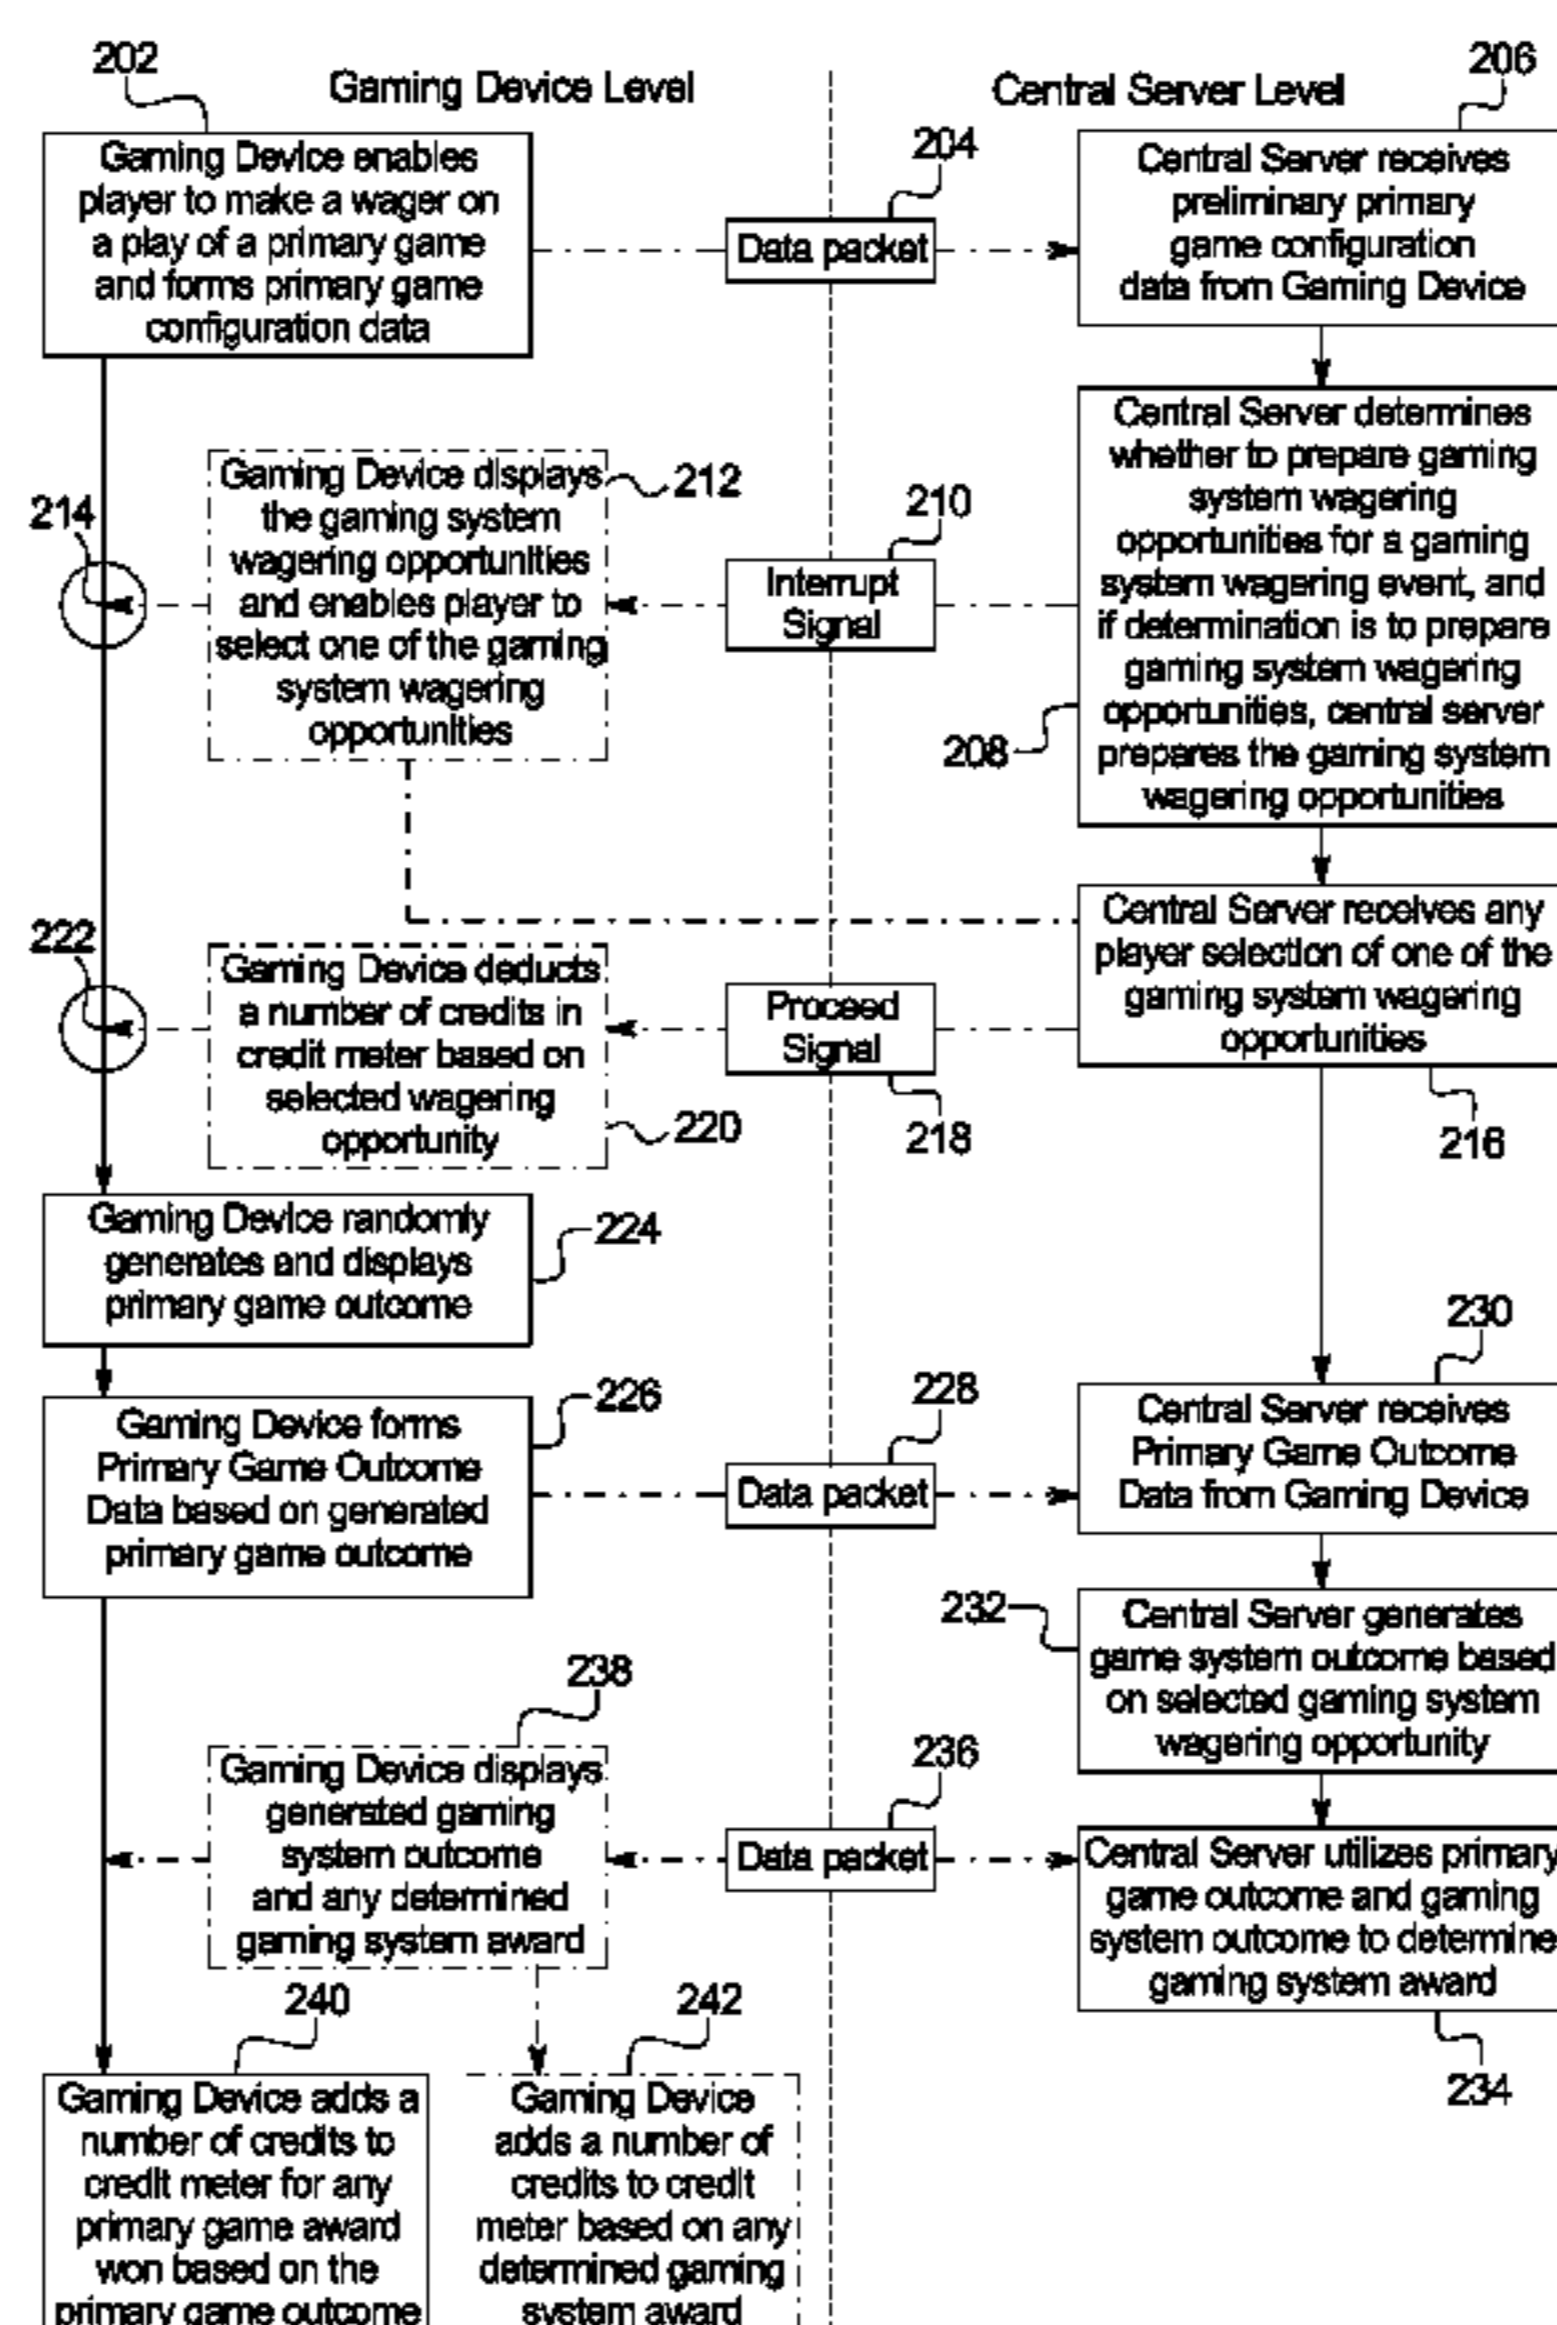 202
Gaming Device Level
Central Server Level
206
Gaming Device enables
player to make a wager on
a play of a primary game
and forms primary game
configuration data
204
Data packet
Central Server receives
preliminary primary
game configuration
data from Gaming Device
Gaming Device displays
the gaming system
wagering opportunities
and enables player to
select one of the gaming
system wagering
opportunities
212
214
210
Interrupt
Signal
Central Server determines
whether to prepare gaming
system wagering
opportunities for a gaming
system wagering event, and
if determination is to prepare
gaming system wagering
opportunities, central server
prepares the gaming system
wagering opportunities
208
Central Server receives any
player selection of one of the
gaming system wagering
opportunities
216
222
Gaming Device deducts
a number of credits in
credit meter based on
selected wagering
opportunity
220
Proceed
Signal
218
Gaming Device randomly
generates and displays
primary game outcome
224
Gaming Device forms
Primary Game Outcome
Data based on generated
primary game outcome
226
228
Data packet
230
Central Server receives
Primary Game Outcome
Data from Gaming Device
232
Central Server generates
game system outcome based
on selected gaming system
wagering opportunity
238
Gaming Device displays
generated gaming
system outcome
and any determined
gaming system award
236
Data packet
Central Server utilizes primary
game outcome and gaming
system outcome to determine
gaming system award
234
240
Gaming Device adds a
number of credits to
credit meter for any
primary game award
won based on the
primary game outcome
242
Gaming Device
adds a number of
credits to credit
meter based on any
determined gaming
system award